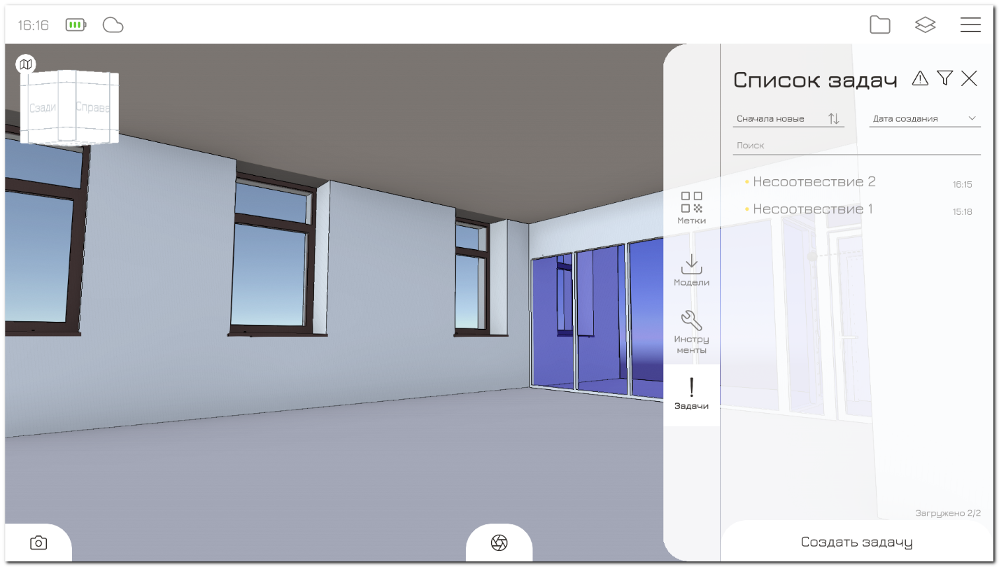 16:16
Сзади
Справа
Список задач
Сначала новые
Дата создания
Поиск
Несоотвествие 2
16:15
Несоотвествие 1
15:18
Метки
Модели
Инстру
менты
Задачи
Загружено 2/2
Создать задачу